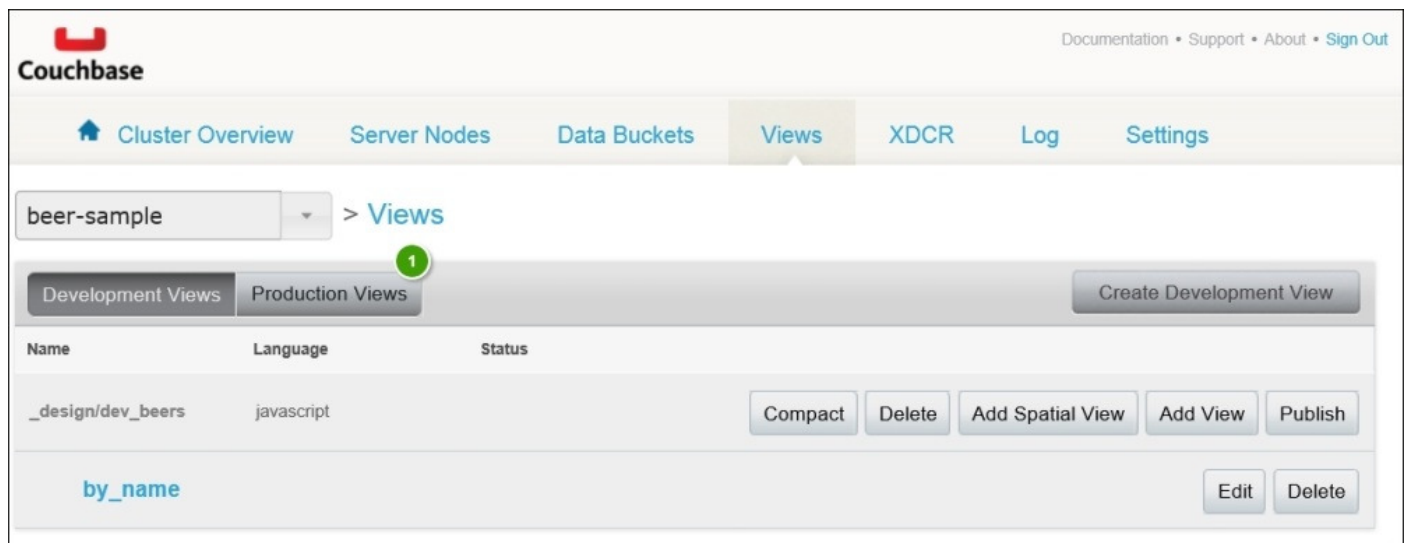 Couchbase
Documentation • Support • About • Sign Out
Cluster Overview Server Nodes Data Buckets Views XDCR Log Settings
beer-sample > Views
1
Development Views Production Views Create Development View
Name Language Status
_design/dev_beers javascript Compact Delete Add Spatial View Add View Publish
by_name Edit Delete